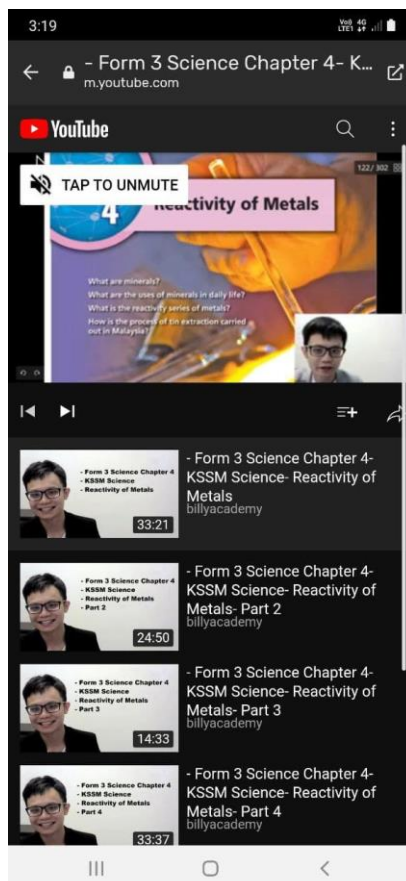 3:19
Vo)) 4G
LTE1
- Form 3 Science Chapter 4- K...
m.youtube.com
YouTube
122/ 302
TAP TO UNMUTE
4
Reactivity of Metals
What are minerals?
What are the uses of minerals in daily life?
What is the reactivity series of metals?
How is the process of tin extraction carried
out in Malaysia?
- Form 3 Science Chapter 4
- KSSM Science
- Reactivity of Metals
33:21
- Form 3 Science Chapter 4-
KSSM Science- Reactivity of
Metals
billyacademy
- Form 3 Science Chapter 4
- KSSM Science
- Reactivity of Metals
- Part 2
24:50
- Form 3 Science Chapter 4-
KSSM Science- Reactivity of
Metals- Part 2
billyacademy
- Form 3 Science Chapter 4
- KSSM Science
- Reactivity of Metals
- Part 3
14:33
- Form 3 Science Chapter 4-
KSSM Science- Reactivity of
Metals- Part 3
billyacademy
- Form 3 Science Chapter 4
- KSSM Science
- Reactivity of Metals
- Part 4
33:37
- Form 3 Science Chapter 4-
KSSM Science- Reactivity of
Metals- Part 4
billyacademy